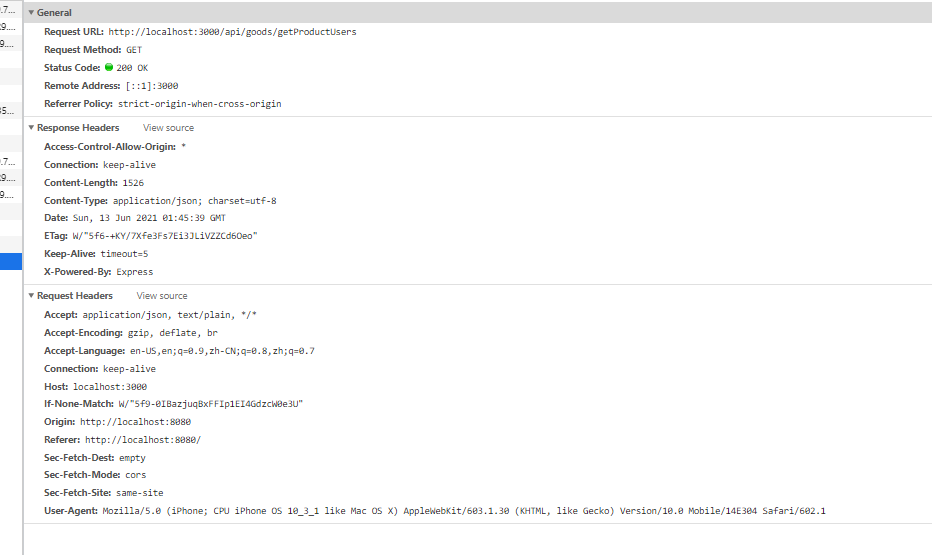 General
Request URL: http://localhost:3000/api/goods/getProductUsers
Request Method: GET
Status Code: 200 OK
Remote Address: [::1]:3000
Referrer Policy: strict-origin-when-cross-origin
Response Headers View source
Access-Control-Allow-Origin: *
Connection: keep-alive
Content-Length: 1526
Content-Type: application/json; charset=utf-8
Date: Sun, 13 Jun 2021 01:45:39 GMT
ETag: W/"5f6-+KY/7Xfe3Fs7Ei3JLiVZZCd6Oeo"
Keep-Alive: timeout=5
X-Powered-By: Express
Request Headers View source
Accept: application/json, text/plain, */*
Accept-Encoding: gzip, deflate, br
Accept-Language: en-US,en;q=0.9,zh-CN;q=0.8,zh;q=0.7
Connection: keep-alive
Host: localhost:3000
If-None-Match: W/"5f9-0IBazjuqBxFFIp1EI4GdzcW0e3U"
Origin: http://localhost:8080
Referer: http://localhost:8080/
Sec-Fetch-Dest: empty
Sec-Fetch-Mode: cors
Sec-Fetch-Site: same-site
User-Agent: Mozilla/5.0 (iPhone; CPU iPhone OS 10_3_1 like Mac OS X) AppleWebKit/603.1.30 (KHTML, like Gecko) Version/10.0 Mobile/14E304 Safari/602.1